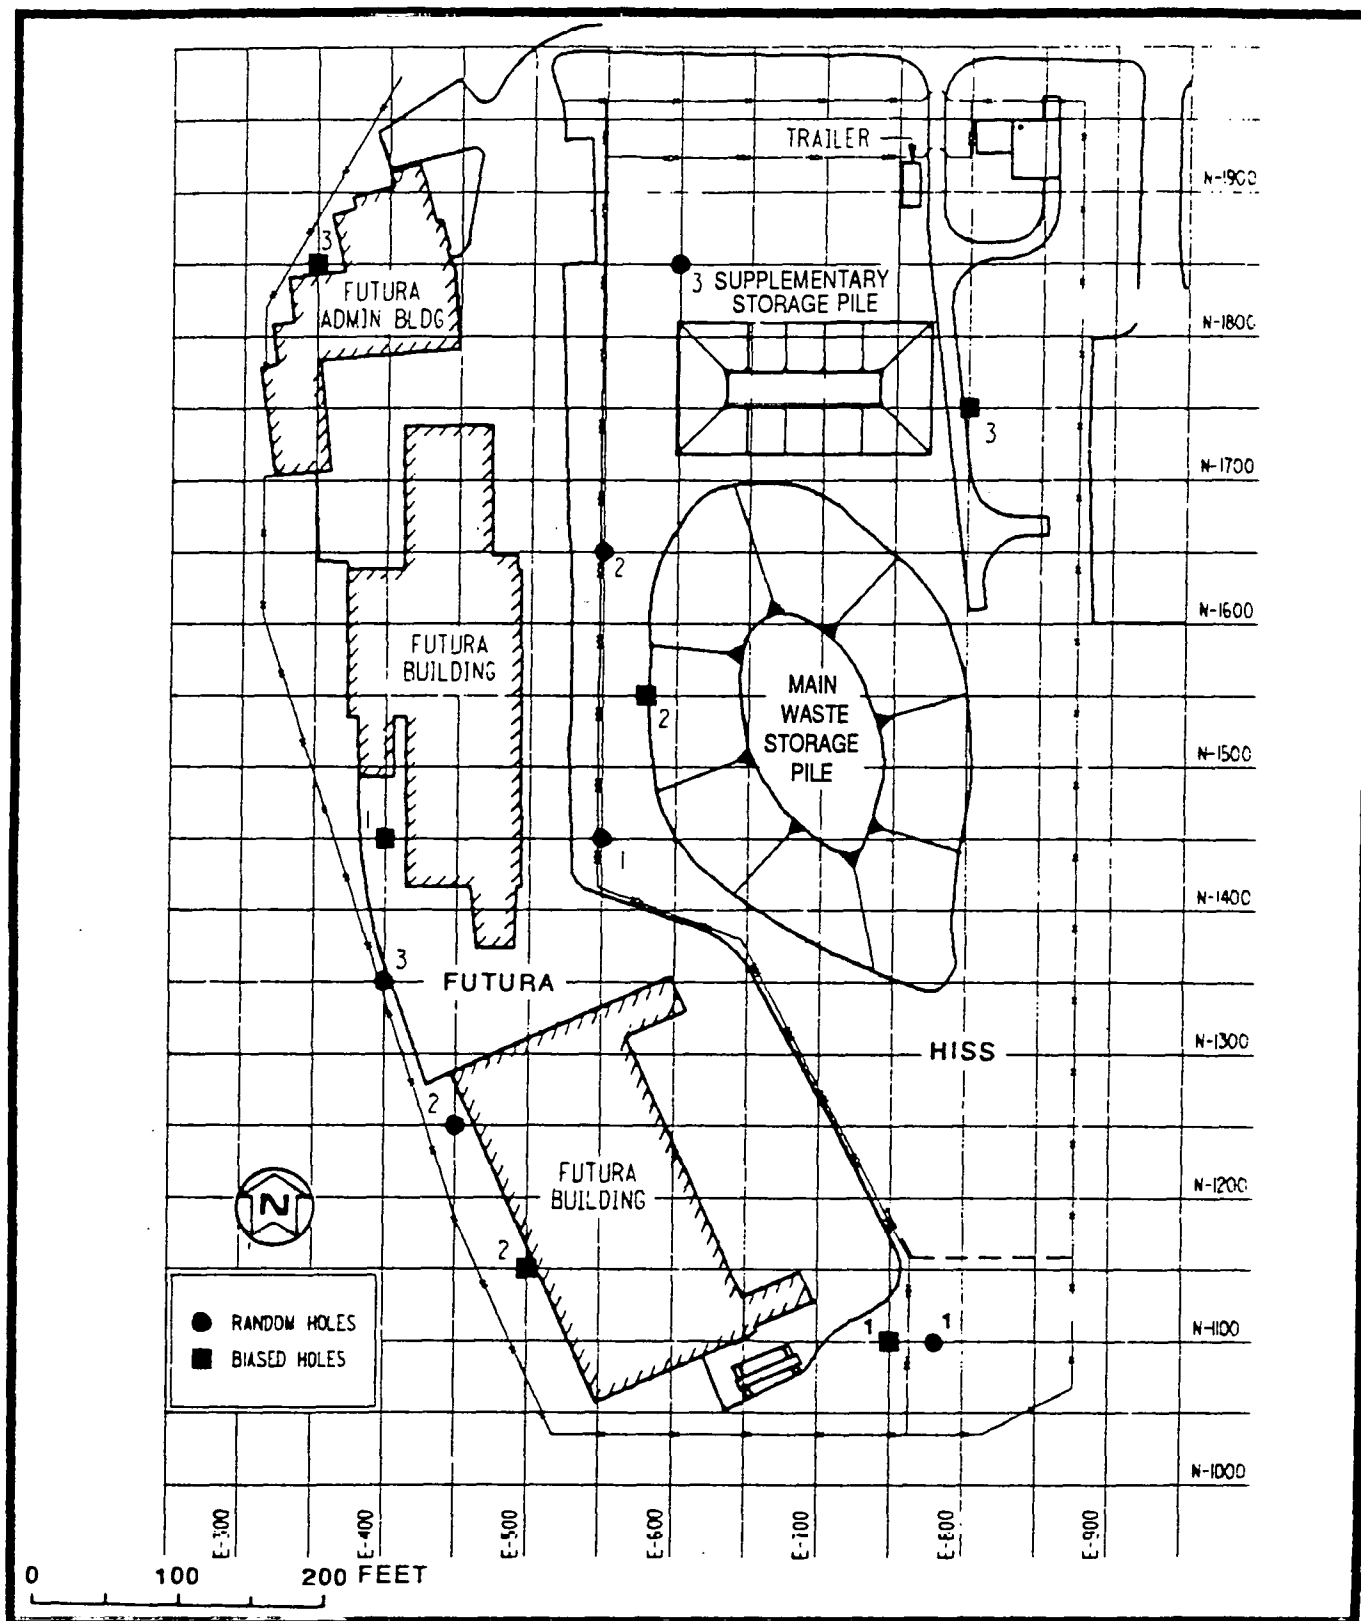 TRAILER
N-1900
3
FUTURA
ADMIN BLDG
3 SUPPLEMENTARY
STORAGE PILE
N-1800
3
N-1700
2
N-1600
FUTURA
BUILDING
2
MAIN
WASTE
STORAGE
PILE
N-1500
1
1
N-1400
3
FUTURA
HISS
N-1300
2
FUTURA
BUILDING
N-1200
N
2
RANDOM HOLES
BIASED HOLES
1
1
N-1100
N-1000
E-300
E-400
E-500
E-600
E-700
E-800
E-900
0 100 200 FEET